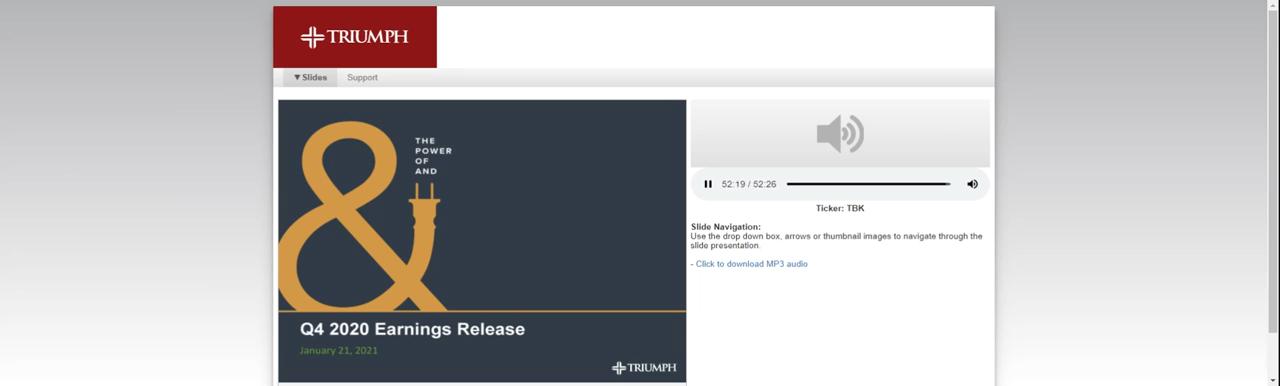 TRIUMPH
▼ Slides
Support
THE
POWER
OF
AND
Q4 2020 Earnings Release
January 21, 2021
TRIUMPH
52:19 / 52:26
Ticker: TBK
Slide Navigation:
Use the drop down box, arrows or thumbnail images to navigate through the
slide presentation.
- Click to download MP3 audio